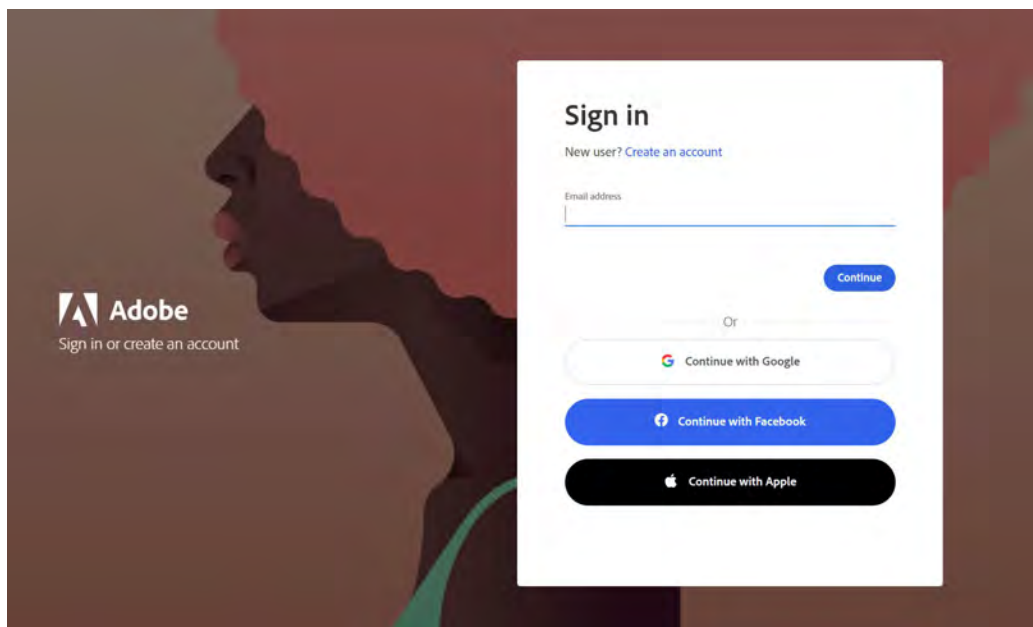 Adobe
Sign in or create an account
Sign in
New user? Create an account
Email address
Continue
Or
Continue with Google
Continue with Facebook
Continue with Apple